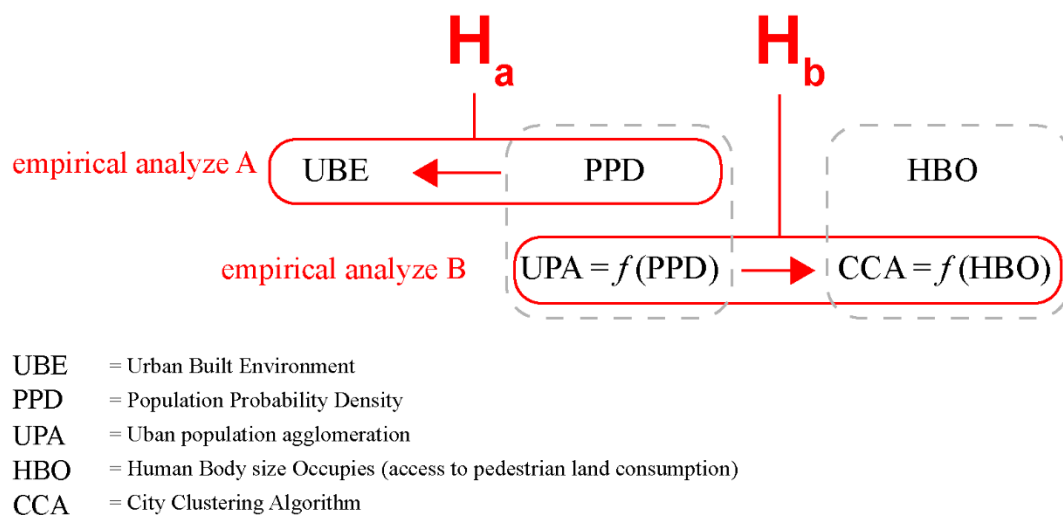 Ha Hb
empirical analyze A UBE PPD HBO
empirical analyze B UPA = f(PPD) CCA = f(HBO)
UBE = Urban Built Environment
PPD = Population Probability Density
UPA = Uban population agglomeration
HBO = Human Body size Occupies (access to pedestrian land consumption)
CCA = City Clustering Algorithm